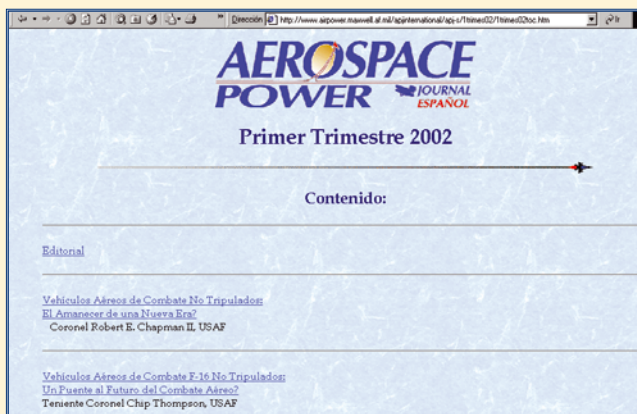 Dirección http://www.airpower.maxwell.af.mil/apjinternational/apj-s/1trimes02/1trimes02toc.htm Ir
AEROSPACE
POWER JOURNAL
ESPAÑOL
Primer Trimestre 2002
Contenido:
Editorial
Vehículos Aéreos de Combate No Tripulados:
El Amanecer de una Nueva Era?
Coronel Robert E. Chapman II, USAF
Vehículos Aéreos de Combate F-16 No Tripulados:
Un Puente al Futuro del Combate Aéreo?
Teniente Coronel Chip Thompson, USAF